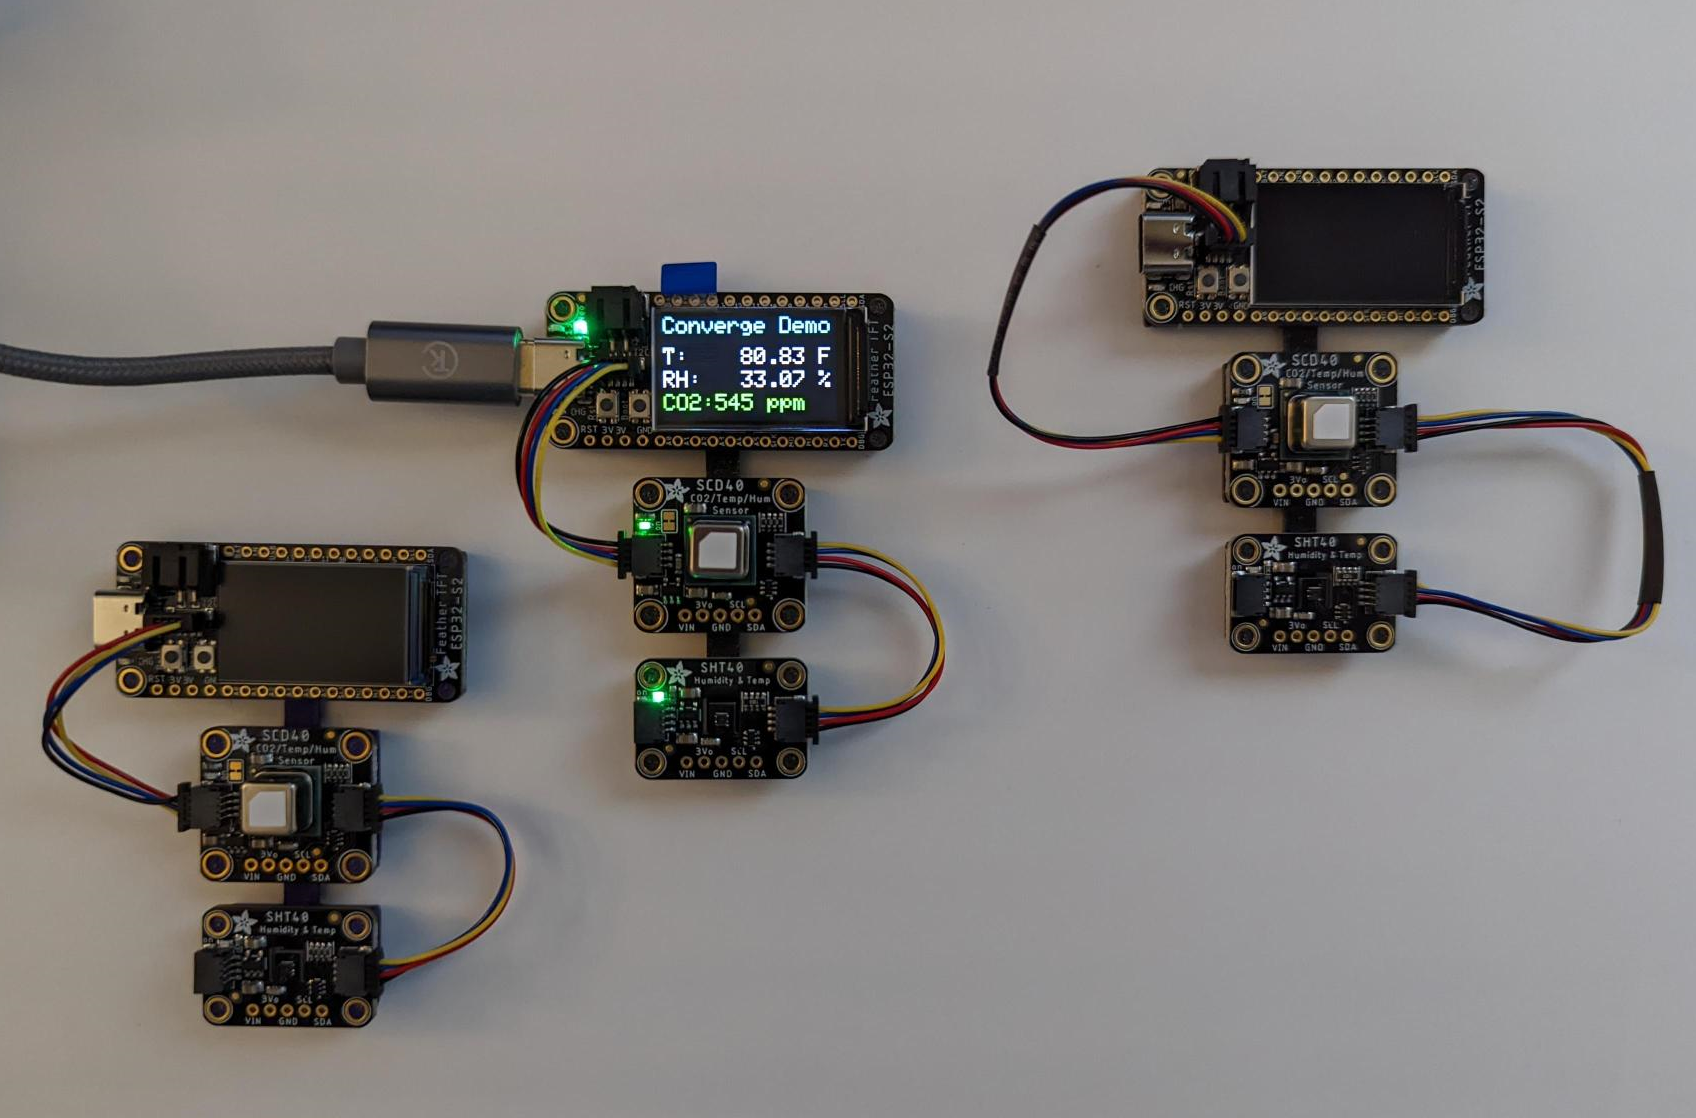 Converge Demo
T: 80.83 F
RH: 33.07 %
CO2:545 ppm
RST 3V 3V GND
Feather TFT
ESP32-S2
SCD40
CO2/Temp/Hum
Sensor
3Vo SCL
VIN GND SDA
SHT40
Humidity & Temp
3Vo SCL
VIN GND SDA
CHG
RST 3V 3V
Feather TFT
ESP32-S2
SCD40
CO2/Temp/Hum
Sensor
3Vo SCL
VIN GND SDA
SHT40
Humidity & Temp
3Vo SCL
VIN GND SDA
CHG
RST 3V 3V GND
ESP32-S2
SCD40
CO2/Temp/Hum
Sensor
3Vo SCL
VIN GND SDA
SHT40
Humidity & Temp
3Vo SCL
VIN GND SDA